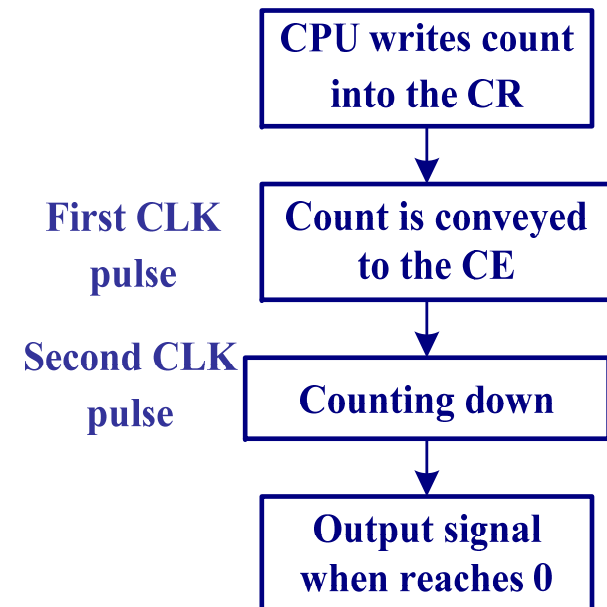 CPU writes count
into the CR
First CLK
pulse
Count is conveyed
to the CE
Second CLK
pulse
Counting down
Output signal
when reaches 0